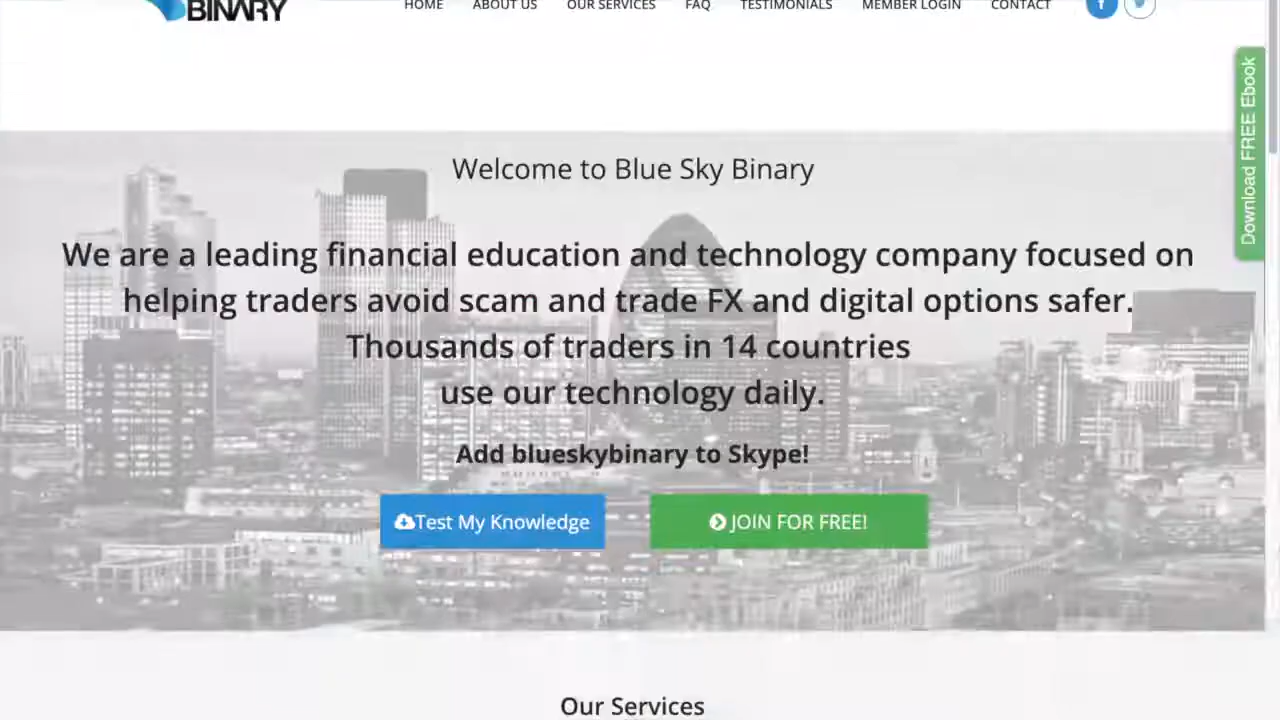 BINARY
HOME ABOUT US OUR SERVICES FAQ TESTIMONIALS MEMBER LOGIN CONTACT
Download FREE Ebook
Welcome to Blue Sky Binary
We are a leading financial education and technology company focused on
helping traders avoid scam and trade FX and digital options safer.
Thousands of traders in 14 countries
use our technology daily.
Add blueskybinary to Skype!
Test My Knowledge
JOIN FOR FREE!
Our Services